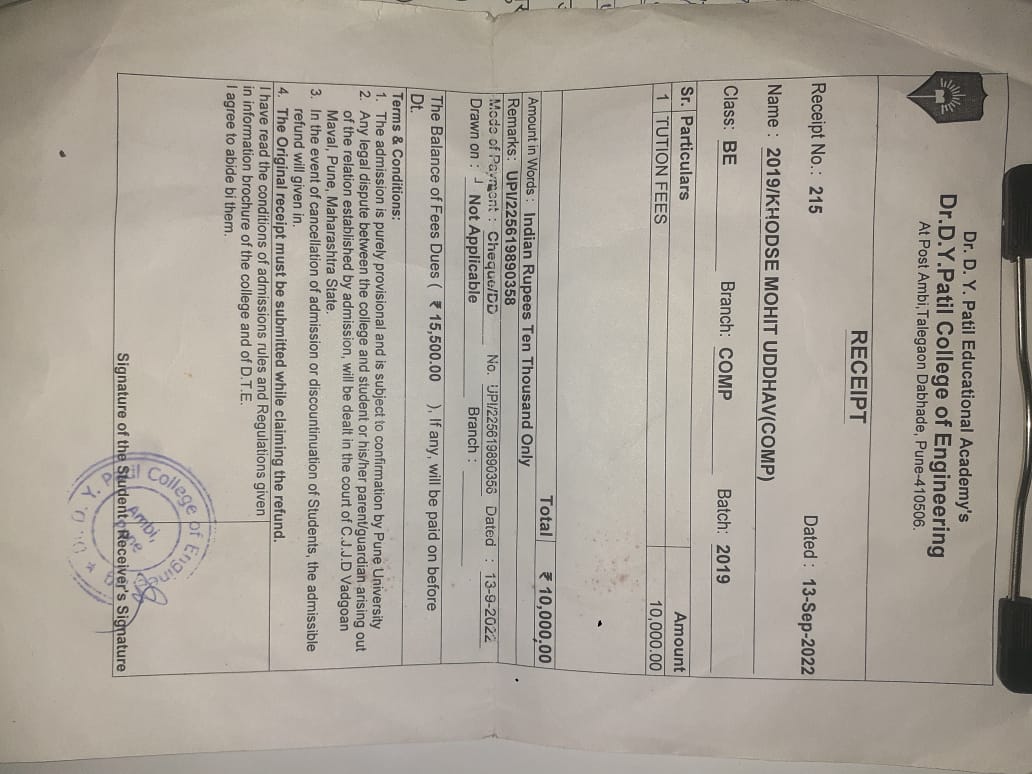 Dr. D. Y. Patil Educational Academy's
Dr.D.Y.Patil College of Engineering
At Post Ambi,Talegaon Dabhade, Pune-410506.
RECEIPT
Receipt No.: 215 Dated : 13-Sep-2022
Name : 2019/KHODSE MOHIT UDDHAV(COMP)
Class: BE Branch: COMP Batch: 2019
Sr. Particulars Amount
1 TUTION FEES 10,000.00
Total ₹ 10,000,00
Amount in Words : Indian Rupees Ten Thousand Only
Remarks: UPI/225619890358
Mode of Payment : Cheque/DD No. UPI/225619890356 Dated : 13-9-2022
Drawn on : Not Applicable Branch :
The Balance of Fees Dues ( ₹ 15,500.00 ), If any, will be paid on before
Dt.
Terms & Conditions:
1. The admission is purely provisional and is subject to confirmation by Pune University
2. Any legal dispute between the college and student or his/her parent/guardian arising out
of the relation established by admission, will be dealt in the court of C.J.J.D Vadgoan
Maval, Pune, Maharashtra State.
3. In the event of cancellation of admission or discountinuation of Students, the admissible
refund will given in.
4. The Original receipt must be submitted while claiming the refund.
I have read the conditions of admissions rules and Regulations given
in information brochure of the college and of D.T.E.
I agree to abide bi them.
Signature of the Student Receiver's Signature
Y. Patil College of Engine
Ambi,
Pune